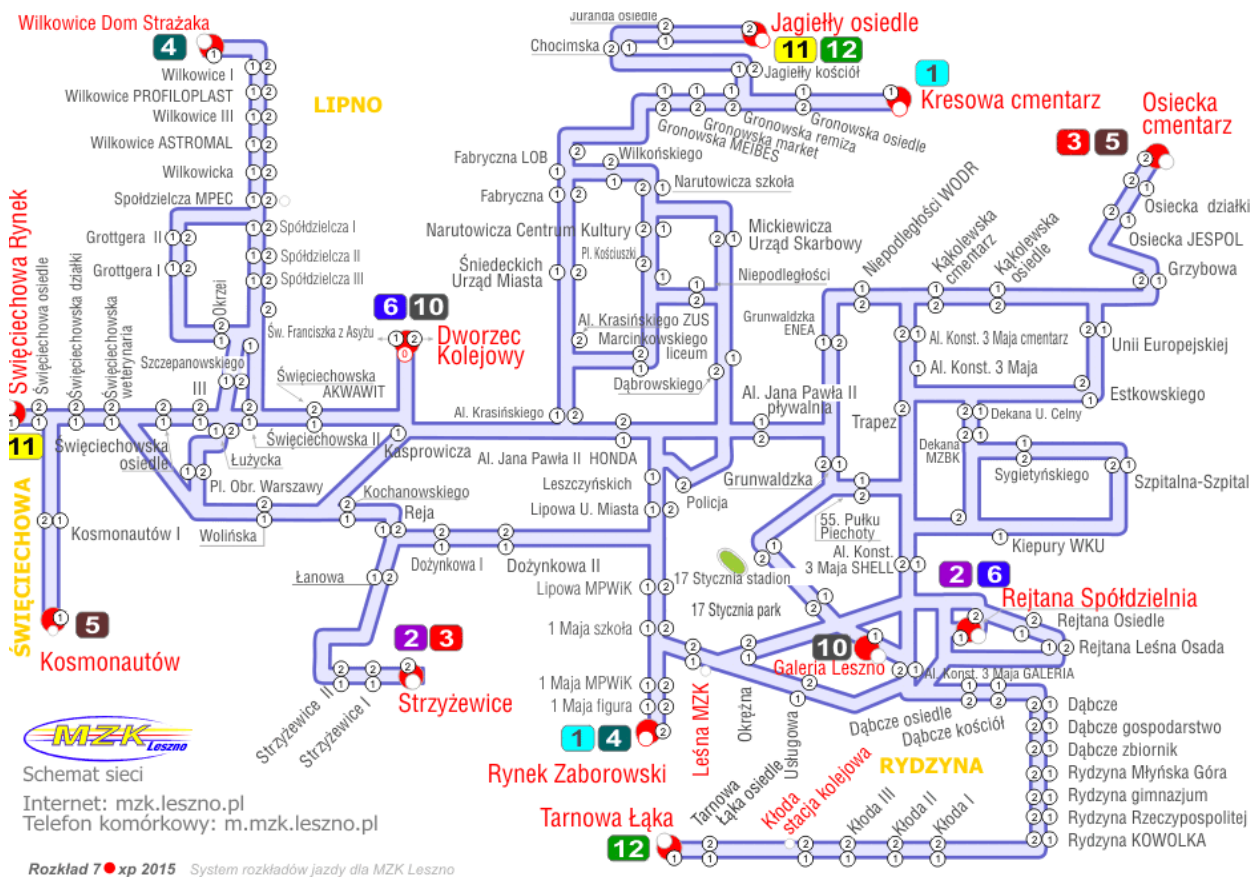 Wilkowice Dom Strażaka
4
Wilkowice I
Wilkowice PROFILOPLAST
Wilkowice III
Wilkowice ASTROMAL
Wilkowicka
Społdzielcza MPEC
LIPNO
Grottgera II
Grottgera I
Spółdzielcza I
Spółdzielcza II
Spółdzielcza III
Okrzei
Św. Franciszka z Asyżu
Szczepanowskiego
III
Święciechowa Rynek
11
Święciechowa osiedle
Święciechowska działki
Święciechowska
weterynaria
Święciechowska
osiedle
Łużycka
Święciechowska II
Święciechowska
AKWAWIT
Pl. Obr. Warszawy
Wolińska
Kochanowskiego
Reja
Kasprowicza
6
10
Dworzec
Kolejowy
0
ŚWIĘCIECHOWA
Kosmonautów I
5
Kosmonautów
Łanowa
Dożynkowa I
Dożynkowa II
2
3
Strzyżewice
Strzyżewice II
Strzyżewice I
Juranda osiedle
Chocimska
Jagiełły osiedle
11
12
Jagiełły kościół
1
Kresowa cmentarz
Gronowska MEIBES
Gronowska market
Gronowska remiza
Gronowska osiedle
Fabryczna LOB
Fabryczna
Wilkońskiego
Narutowicza szkoła
Narutowicza Centrum Kultury
Pl. Kościuszki
Śniedeckich
Urząd Miasta
Mickiewicza
Urząd Skarbowy
Niepodległości
Al. Krasińskiego ZUS
Marcinkowskiego
liceum
Dąbrowskiego
Al. Krasińskiego
Al. Jana Pawła II HONDA
Al. Jana Pawła II
pływalnia
Leszczyńskich
Policja
Lipowa U. Miasta
Lipowa MPWiK
1 Maja szkoła
1 Maja MPWiK
1 Maja figura
1
4
Rynek Zaborowski
Leśna MZK
Okrężna
Usługowa
17 Stycznia stadion
17 Stycznia park
10
Galeria Leszno
Grunwaldzka
Grunwaldzka
ENEA
Niepodległości WODR
Kąkolewska
cmentarz
Kąkolewska
osiedle
3
5
Osiecka
cmentarz
Osiecka działki
Osiecka JESPOL
Grzybowa
Unii Europejskiej
Estkowskiego
Al. Konst. 3 Maja cmentarz
Al. Konst. 3 Maja
Trapez
Dekana U. Celny
Dekana
MZBK
Sygietyńskiego
Szpitalna-Szpital
Kiepury WKU
55. Pułku
Piechoty
Al. Konst.
3 Maja SHELL
2
6
Rejtana Spółdzielnia
Rejtana Osiedle
Rejtana Leśna Osada
Al. Konst. 3 Maja GALERIA
Dąbcze osiedle
Dąbcze kościół
RYDZYNA
Dąbcze
Dąbcze gospodarstwo
Dąbcze zbiornik
Rydzyna Młyńska Góra
Rydzyna gimnazjum
Rydzyna Rzeczypospolitej
Rydzyna KOWOLKA
Kłoda I
Kłoda II
Kłoda III
Kłoda
stacja kolejowa
Tarnowa
Łąka osiedle
Tarnowa Łąka
12
MZK
Leszno
Schemat sieci
Internet: mzk.leszno.pl
Telefon komórkowy: m.mzk.leszno.pl
Rozkład 7 xp 2015 System rozkładów jazdy dla MZK Leszno